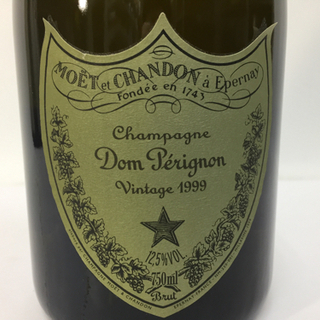 MOËT et CHANDON à Epernay
Fondée en 1743
Champagne
Dom Pérignon
Vintage 1999
12,5%VOL
750ml
Brut